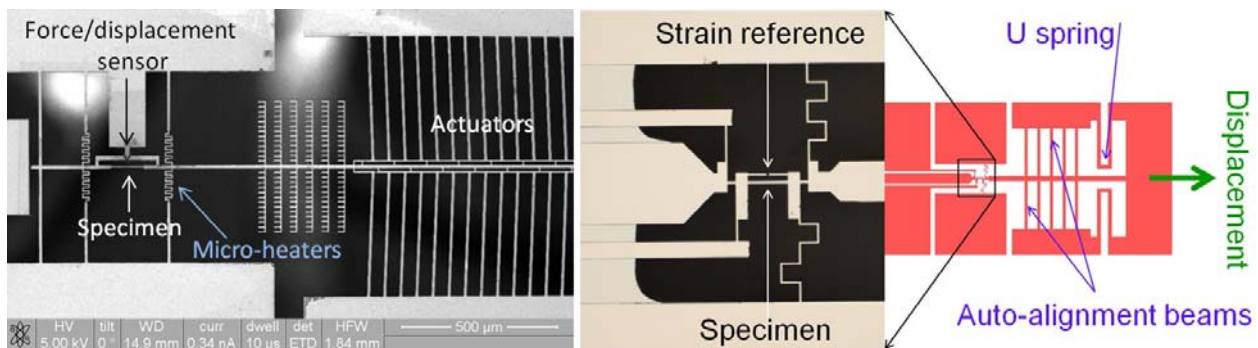 Force/displacement
sensor
Actuators
Specimen
Micro-heaters
HV
5.00 kV
tilt
0 °
WD
14.9 mm
curr
0.34 nA
dwell
10 µs
det
ETD
HFW
1.84 mm
500 µm
Strain reference
Specimen
U spring
Displacement
Auto-alignment beams